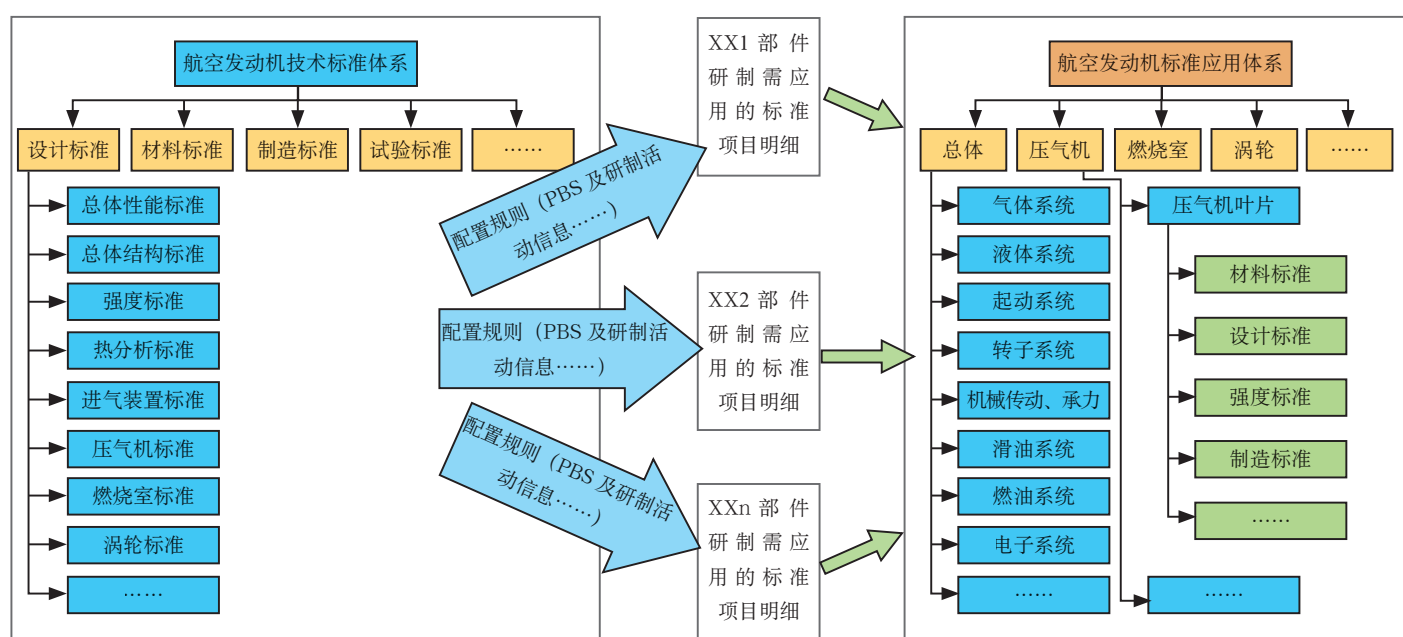 航空发动机技术标准体系
设计标准
材料标准
制造标准
试验标准
……
总体性能标准
总体结构标准
强度标准
热分析标准
进气装置标准
压气机标准
燃烧室标准
涡轮标准
……
配置规则（PBS 及研制活
动信息……）
配置规则（PBS 及研制活
动信息……）
配置规则（PBS 及研制活
动信息……）
XX1 部件
研制需应
用的标准
项目明细
XX2 部件
研制需应
用的标准
项目明细
XXn 部件
研制需应
用的标准
项目明细
航空发动机标准应用体系
总体
压气机
燃烧室
涡轮
……
气体系统
液体系统
起动系统
转子系统
机械传动、承力
滑油系统
燃油系统
电子系统
……
压气机叶片
材料标准
设计标准
强度标准
制造标准
……
……